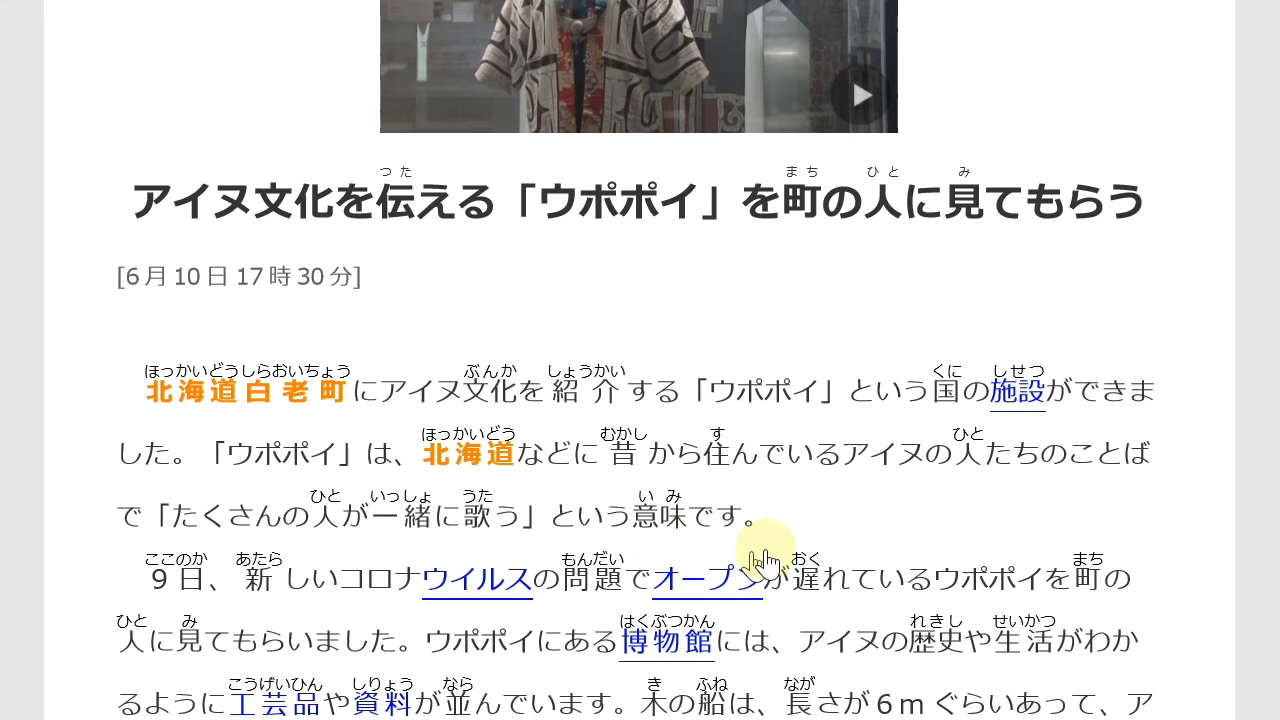 アイヌ文化を伝える「ウポポイ」を町の人に見てもらう
[6月10日 17時30分]
北海道白老町にアイヌ文化を紹介する「ウポポイ」という国の施設ができま
した。「ウポポイ」は、北海道などに昔から住んでいるアイヌの人たちのことば
で「たくさんの人が一緒に歌う」という意味です。
9日、新しいコロナウイルスの問題でオープンが遅れているウポポイを町の
人に見てもらいました。ウポポイにある博物館には、アイヌの歴史や生活がわか
るように工芸品や資料が並んでいます。木の船は、長さが6mぐらいあって、ア